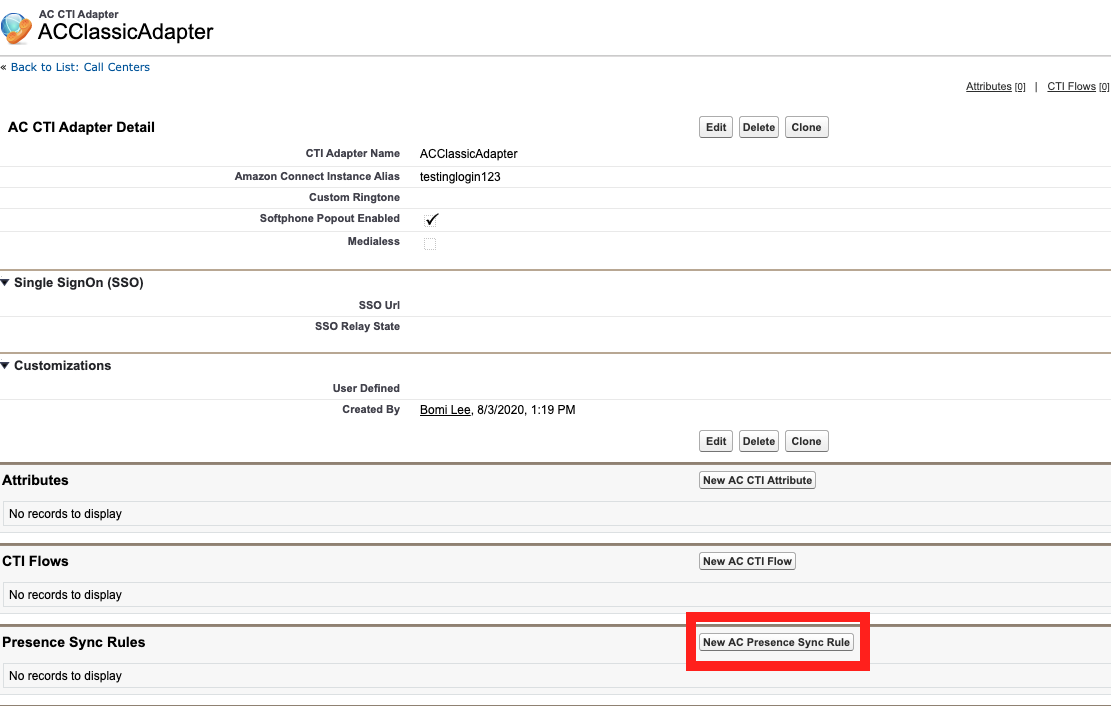 AC CTI Adapter
ACClassicAdapter
« Back to List: Call Centers
Attributes [0] | CTI Flows [0]
AC CTI Adapter Detail Edit Delete Clone
CTI Adapter Name ACClassicAdapter
Amazon Connect Instance Alias testinglogin123
Custom Ringtone
Softphone Popout Enabled
Medialess
Single SignOn (SSO)
SSO Url
SSO Relay State
Customizations
User Defined
Created By Bomi Lee, 8/3/2020, 1:19 PM
Edit Delete Clone
Attributes New AC CTI Attribute
No records to display
CTI Flows New AC CTI Flow
No records to display
Presence Sync Rules New AC Presence Sync Rule
No records to display